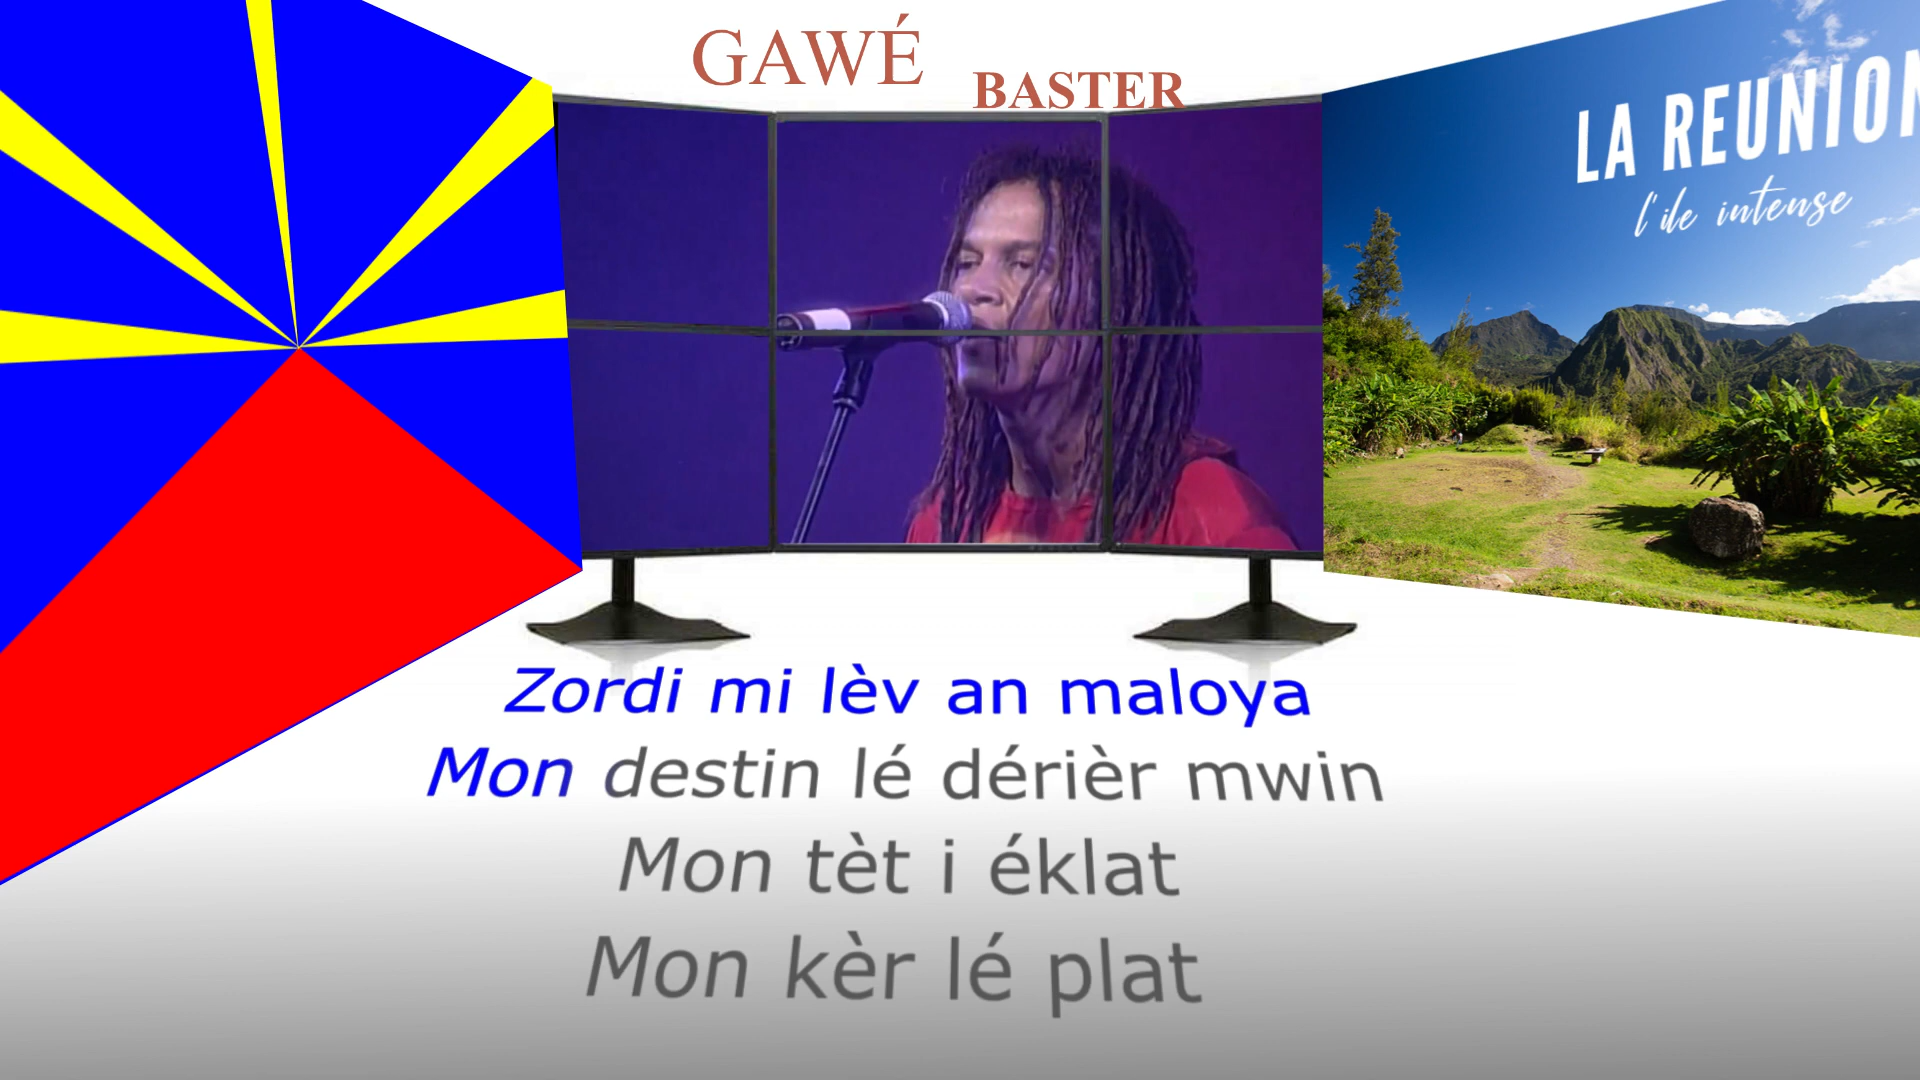 GAWÉ
BASTER
LA REUNION
l'ile intense
Zordi mi lèv an maloya
Mon destin lé dérièr mwin
Mon tèt i éklat
Mon kèr lé plat